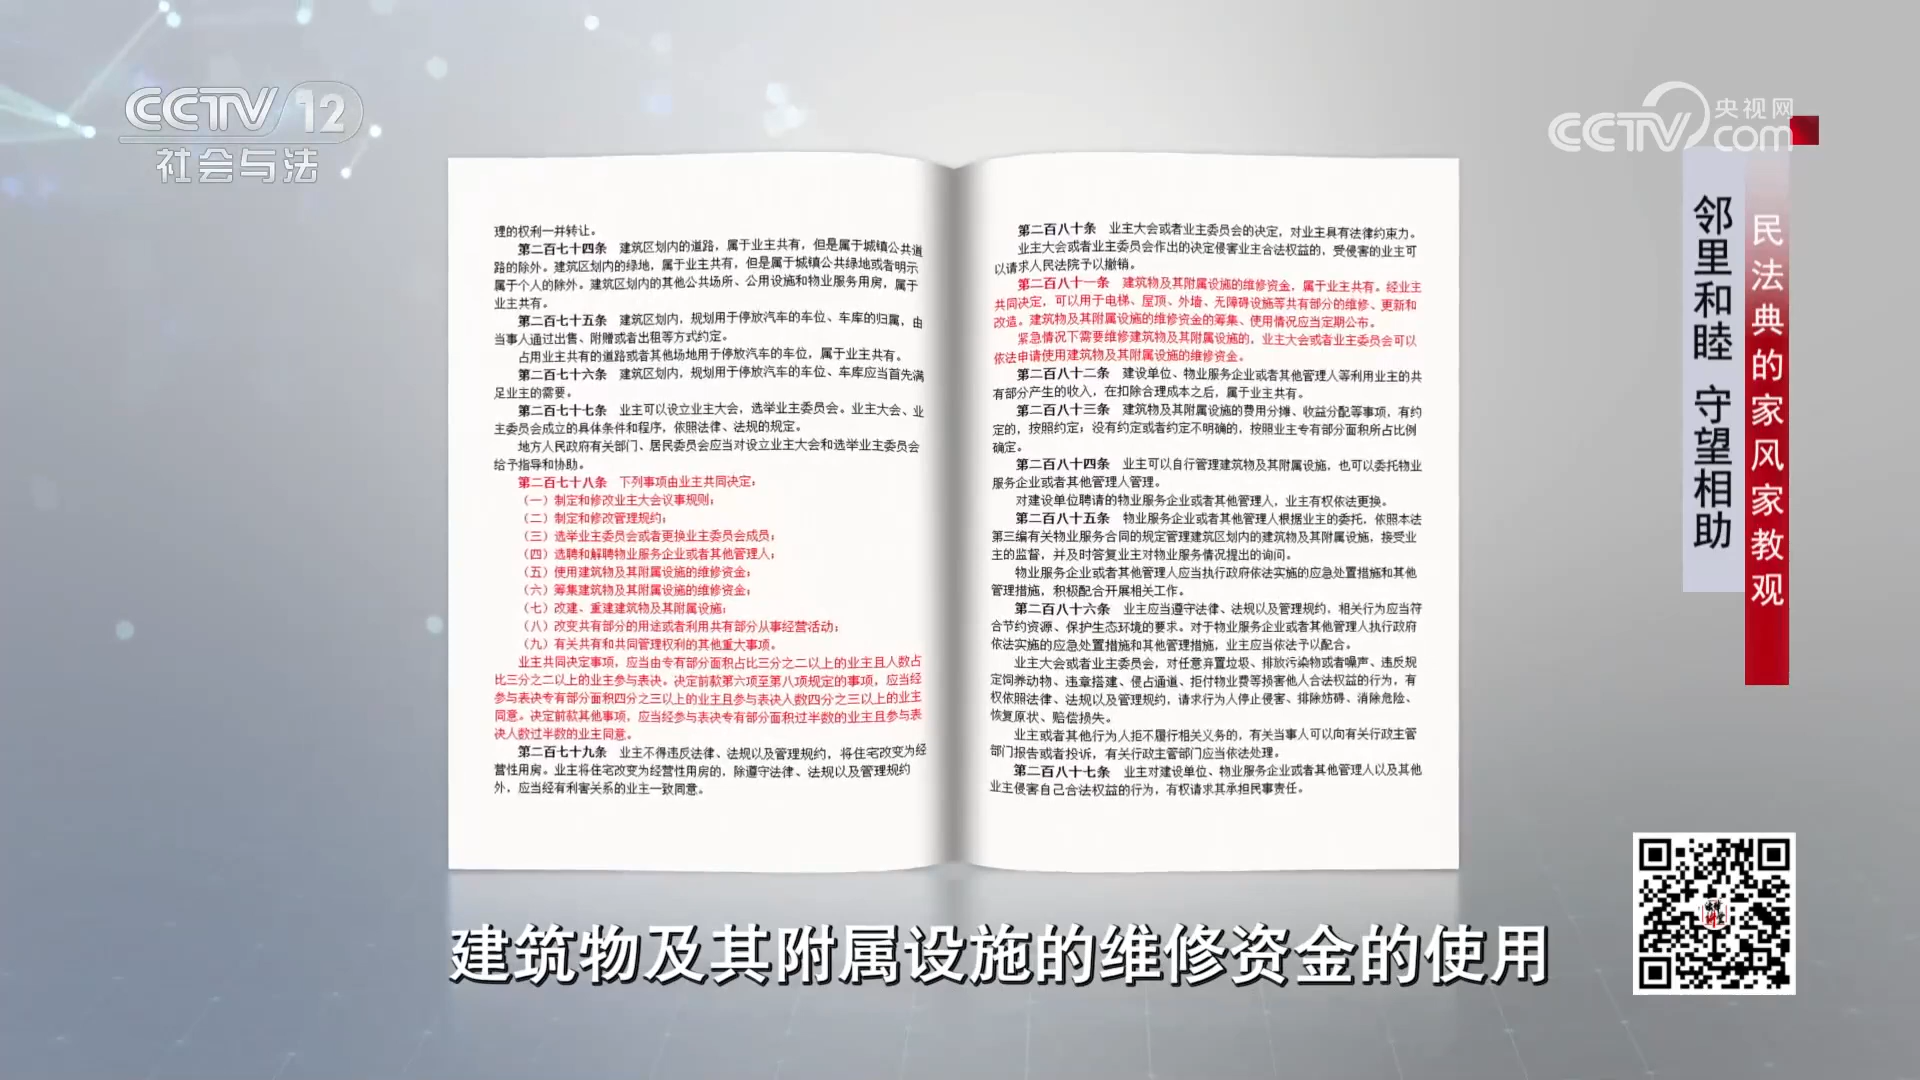 CCTV 12
社会与法
央视网
CCTV.com
理的权利一并转让。
第二百七十四条 建筑区划内的道路，属于业主共有，但是属于城镇公共道
路的除外。建筑区划内的绿地，属于业主共有，但是属于城镇公共绿地或者明示
属于个人的除外。建筑区划内的其他公共场所、公用设施和物业服务用房，属于
业主共有。
第二百七十五条 建筑区划内，规划用于停放汽车的车位、车库的归属，由
当事人通过出售、附赠或者出租等方式约定。
占用业主共有的道路或者其他场地用于停放汽车的车位，属于业主共有。
第二百七十六条 建筑区划内，规划用于停放汽车的车位、车库应当首先满
足业主的需要。
第二百七十七条 业主可以设立业主大会，选举业主委员会。业主大会、业
主委员会成立的具体条件和程序，依照法律、法规的规定。
地方人民政府有关部门、居民委员会应当对设立业主大会和选举业主委员会
给予指导和协助。
第二百七十八条 下列事项由业主共同决定：
（一）制定和修改业主大会议事规则；
（二）制定和修改管理规约；
（三）选举业主委员会或者更换业主委员会成员；
（四）选聘和解聘物业服务企业或者其他管理人；
（五）使用建筑物及其附属设施的维修资金；
（六）筹集建筑物及其附属设施的维修资金；
（七）改建、重建建筑物及其附属设施；
（八）改变共有部分的用途或者利用共有部分从事经营活动；
（九）有关共有和共同管理权利的其他重大事项。
业主共同决定事项，应当由专有部分面积占比三分之二以上的业主且人数占
比三分之二以上的业主参与表决。决定前款第六项至第八项规定的事项，应当经
参与表决专有部分面积四分之三以上的业主且参与表决人数四分之三以上的业主
同意。决定前款其他事项，应当经参与表决专有部分面积过半数的业主且参与表
决人数过半数的业主同意。
第二百七十九条 业主不得违反法律、法规以及管理规约，将住宅改变为经
营性用房。业主将住宅改变为经营性用房的，除遵守法律、法规以及管理规约
外，应当经有利害关系的业主一致同意。
第二百八十条 业主大会或者业主委员会的决定，对业主具有法律约束力。
业主大会或者业主委员会作出的决定侵害业主合法权益的，受侵害的业主可
以请求人民法院予以撤销。
第二百八十一条 建筑物及其附属设施的维修资金，属于业主共有。经业主
共同决定，可以用于电梯、屋顶、外墙、无障碍设施等共有部分的维修、更新和
改造。建筑物及其附属设施的维修资金的筹集、使用情况应当定期公布。
紧急情况下需要维修建筑物及其附属设施的，业主大会或者业主委员会可以
依法申请使用建筑物及其附属设施的维修资金。
第二百八十二条 建设单位、物业服务企业或者其他管理人等利用业主的共
有部分产生的收入，在扣除合理成本之后，属于业主共有。
第二百八十三条 建筑物及其附属设施的费用分摊、收益分配等事项，有约
定的，按照约定；没有约定或者约定不明确的，按照业主专有部分面积所占比例
确定。
第二百八十四条 业主可以自行管理建筑物及其附属设施，也可以委托物业
服务企业或者其他管理人管理。
对建设单位聘请的物业服务企业或者其他管理人，业主有权依法更换。
第二百八十五条 物业服务企业或者其他管理人根据业主的委托，依照本法
第三编有关物业服务合同的规定管理建筑区划内的建筑物及其附属设施，接受业
主的监督，并及时答复业主对物业服务情况提出的询问。
物业服务企业或者其他管理人应当执行政府依法实施的应急处置措施和其他
管理措施，积极配合开展相关工作。
第二百八十六条 业主应当遵守法律、法规以及管理规约，相关行为应当符
合节约资源、保护生态环境的要求。对于物业服务企业或者其他管理人执行政府
依法实施的应急处置措施和其他管理措施，业主应当依法予以配合。
业主大会或者业主委员会，对任意弃置垃圾、排放污染物或者噪声、违反规
定饲养动物、违章搭建、侵占通道、拒付物业费等损害他人合法权益的行为，有
权依照法律、法规以及管理规约，请求行为人停止侵害、排除妨碍、消除危险、
恢复原状、赔偿损失。
业主或者其他行为人拒不履行相关义务的，有关当事人可以向有关行政主管
部门报告或者投诉，有关行政主管部门应当依法处理。
第二百八十七条 业主对建设单位、物业服务企业或者其他管理人以及其他
业主侵害自己合法权益的行为，有权请求其承担民事责任。
民法典的家风家教观
邻里和睦 守望相助
建筑物及其附属设施的维修资金的使用